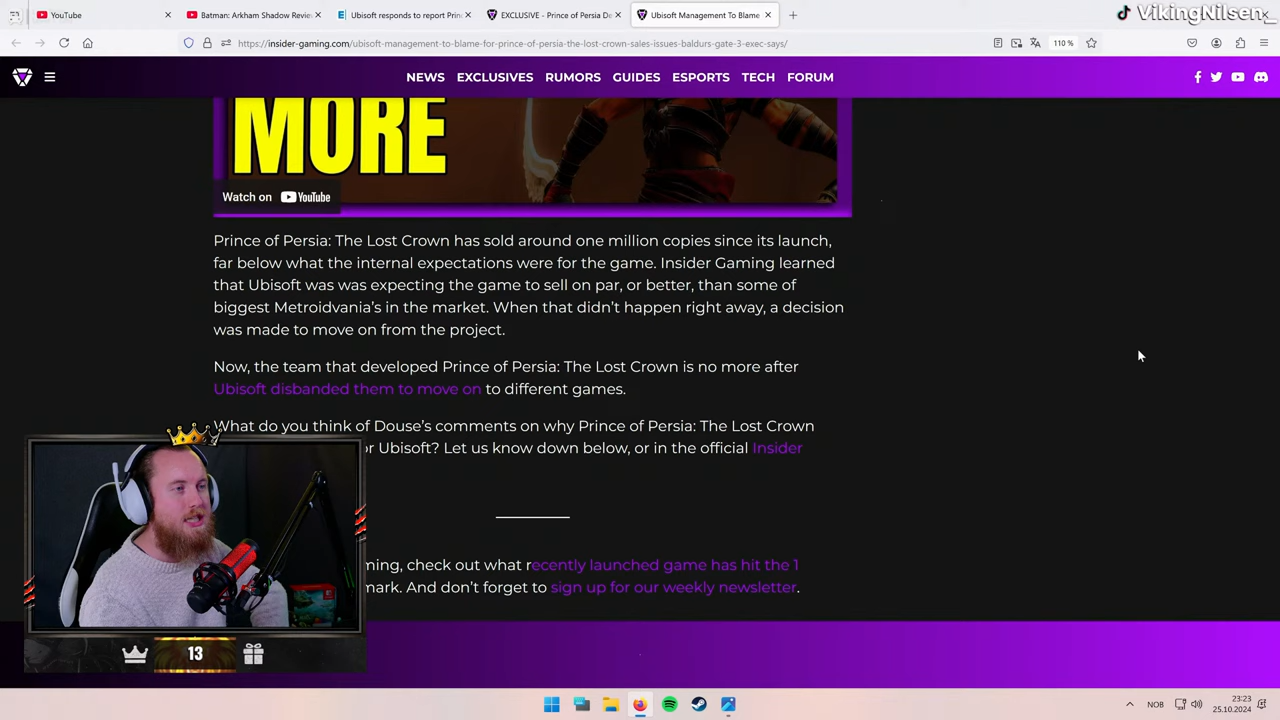 YouTube
Batman: Arkham Shadow Revie
Ubisoft responds to report Prin
EXCLUSIVE - Prince of Persia De
Ubisoft Management To Blame
VikingNilsen_
https://insider-gaming.com/ubisoft-management-to-blame-for-prince-of-persia-the-lost-crown-sales-issues-baldurs-gate-3-exec-says/
110 %
NEWS EXCLUSIVES RUMORS GUIDES ESPORTS TECH FORUM
MORE
Watch on YouTube
Prince of Persia: The Lost Crown has sold around one million copies since its launch,
far below what the internal expectations were for the game. Insider Gaming learned
that Ubisoft was was expecting the game to sell on par, or better, than some of
biggest Metroidvania's in the market. When that didn't happen right away, a decision
was made to move on from the project.
Now, the team that developed Prince of Persia: The Lost Crown is no more after
Ubisoft disbanded them to move on to different games.
What do you think of Douse's comments on why Prince of Persia: The Lost Crown
or Ubisoft? Let us know down below, or in the official Insider
ming, check out what recently launched game has hit the 1
mark. And don't forget to sign up for our weekly newsletter.
13
NOB
23:23
25.10.2024